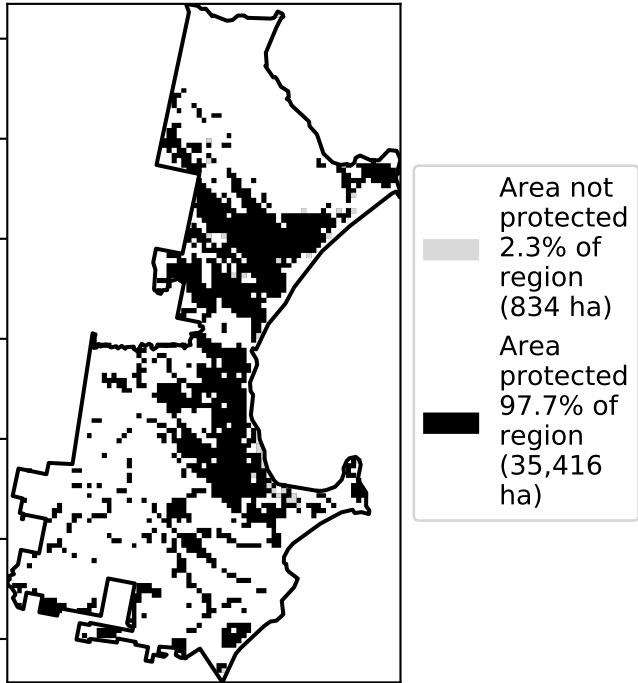 Area not
protected
2.3% of
region
(834 ha)
Area
protected
97.7% of
region
(35,416
ha)